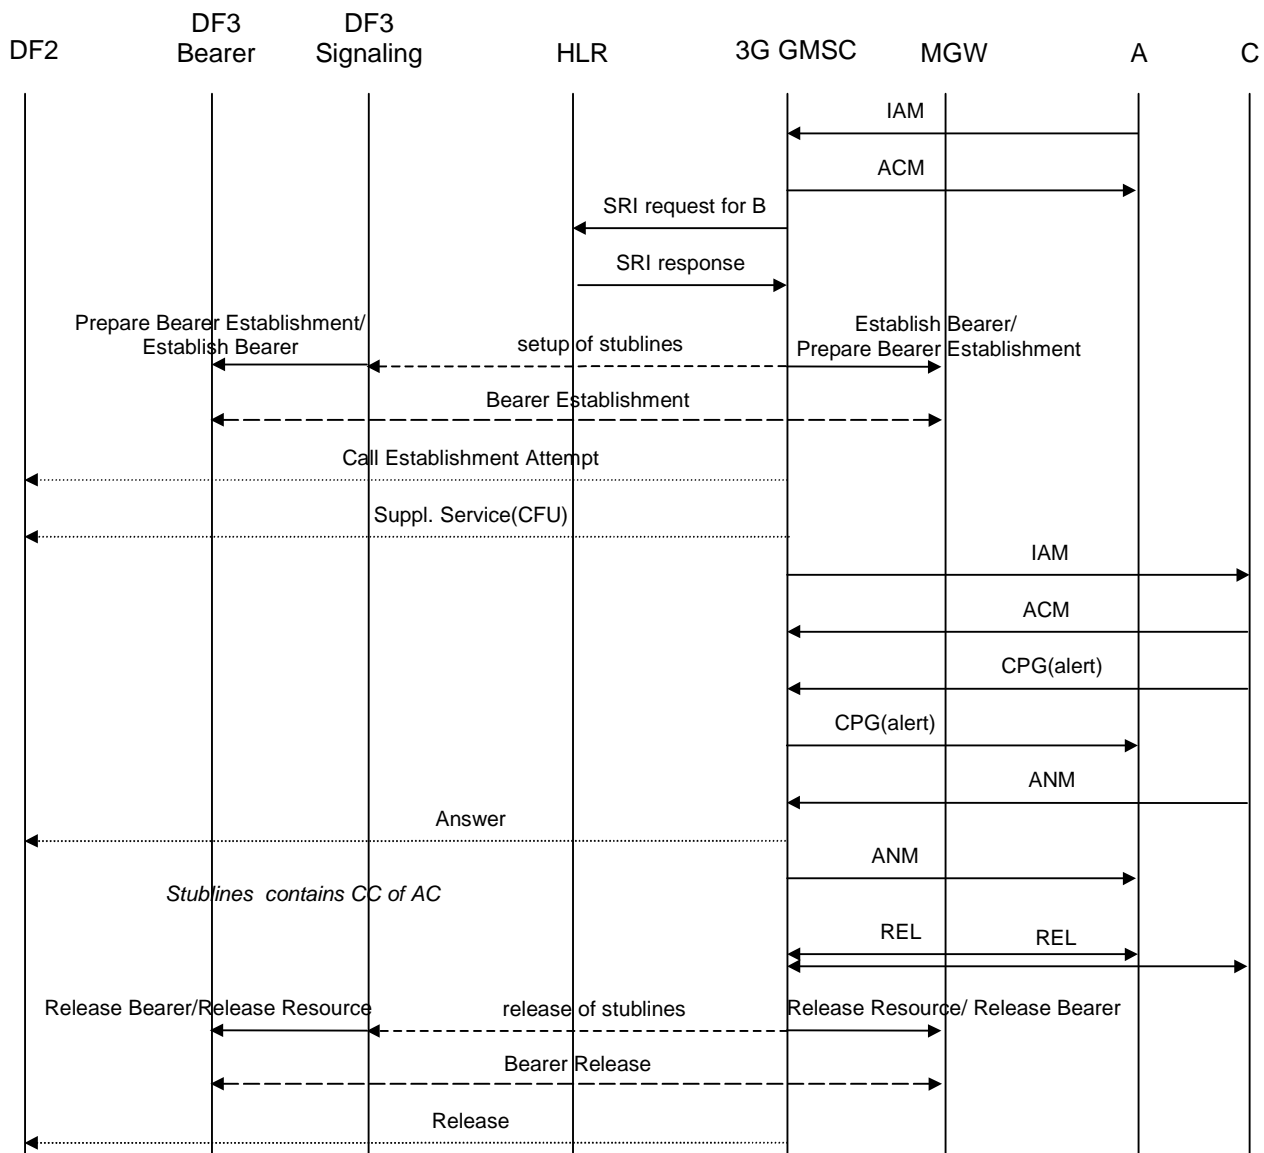 DF2
DF3
Bearer
DF3
Signaling
HLR
3G GMSC
MGW
A
C
IAM
ACM
SRI request for B
SRI response
Prepare Bearer Establishment/
Establish Bearer
setup of stublines
Establish Bearer/
Prepare Bearer Establishment
Bearer Establishment
Call Establishment Attempt
Suppl. Service(CFU)
IAM
ACM
CPG(alert)
CPG(alert)
ANM
Answer
ANM
Stublines contains CC of AC
REL
REL
Release Bearer/Release Resource
release of stublines
Release Resource/ Release Bearer
Bearer Release
Release